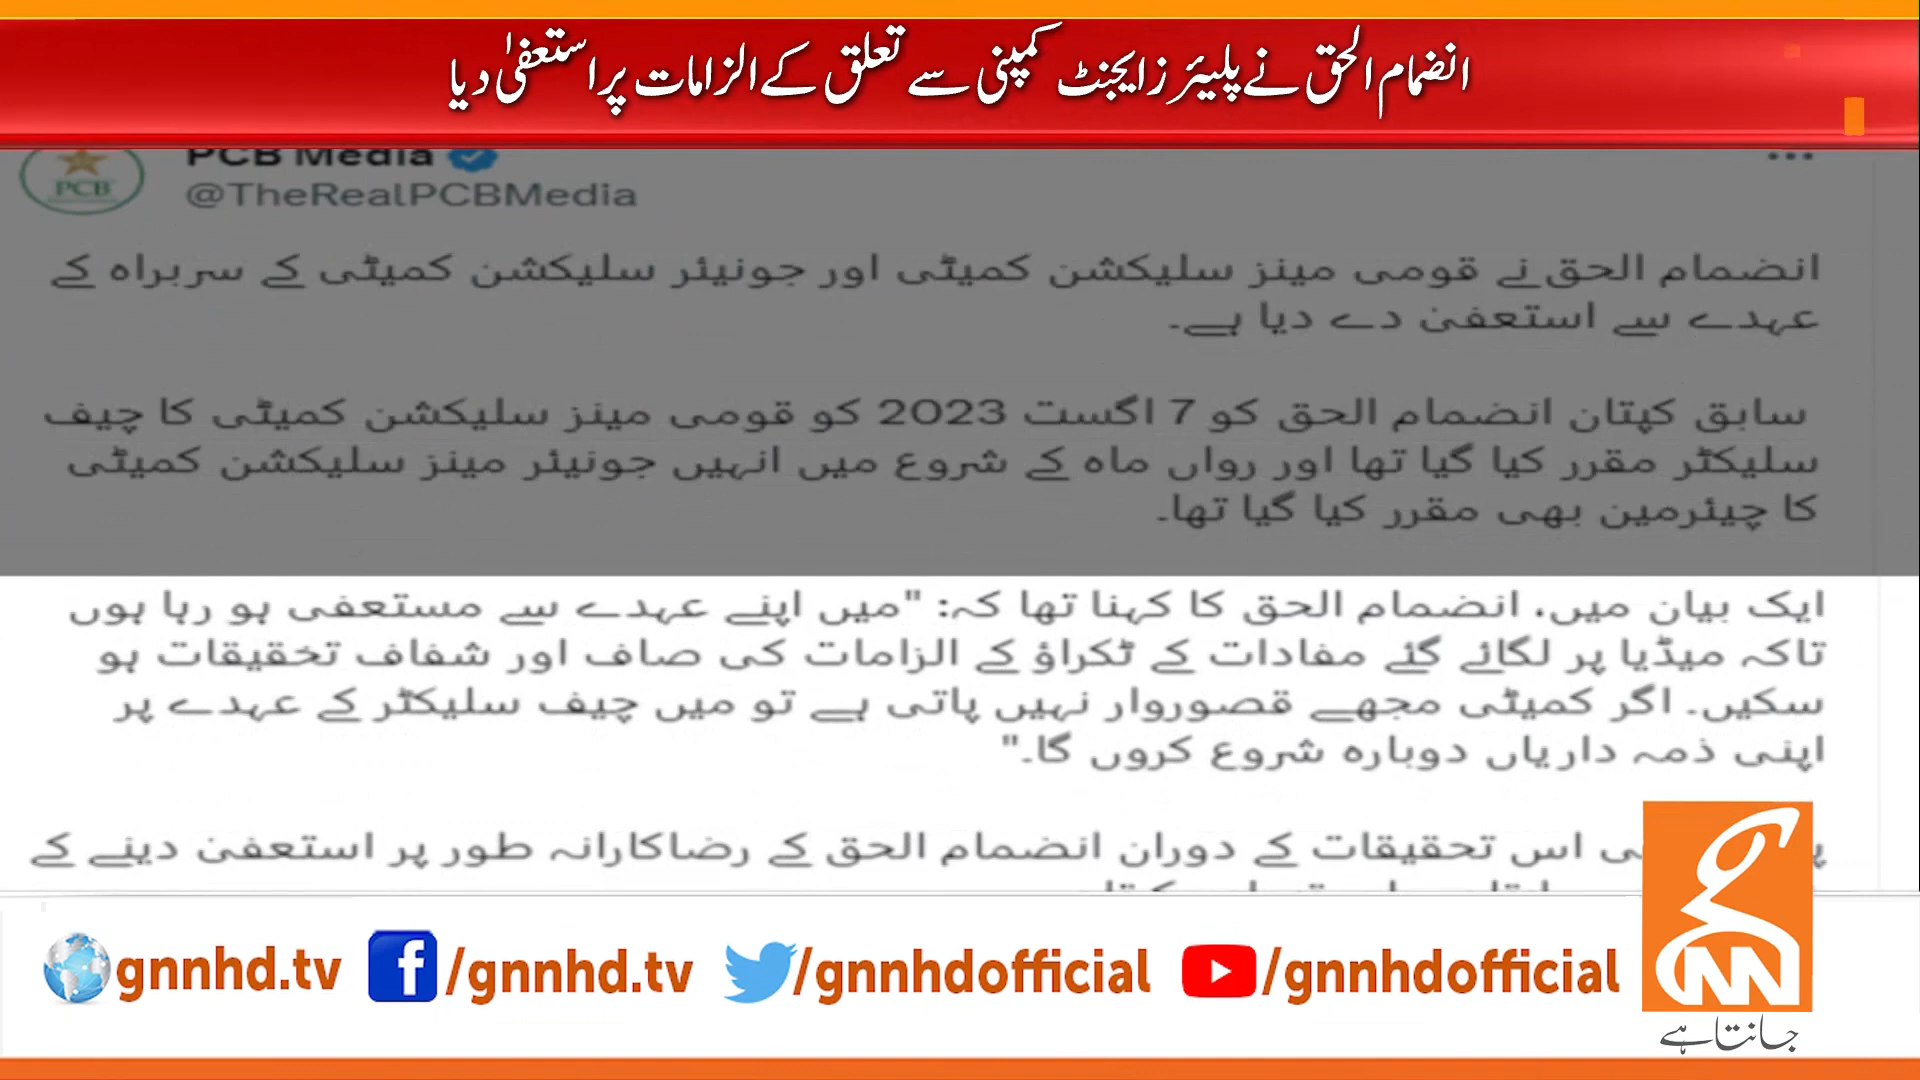 انضمام الحق نے پلیئرز ایجنٹ کمپنی سے تعلق کے الزامات پر استعفیٰ دیا
PCB Media
PCB
@TheRealPCBMedia
انضمام الحق نے قومی مینز سلیکشن کمیٹی اور جونیئر سلیکشن کمیٹی کے سربراہ کے
عہدے سے استعفیٰ دے دیا ہے۔
سابق کپتان انضمام الحق کو 7 اگست 2023 کو قومی مینز سلیکشن کمیٹی کا چیف
سلیکٹر مقرر کیا گیا تھا اور رواں ماہ کے شروع میں انہیں جونیئر مینز سلیکشن کمیٹی
کا چیئرمین بھی مقرر کیا گیا تھا۔
ایک بیان میں، انضمام الحق کا کہنا تھا کہ: "میں اپنے عہدے سے مستعفی ہو رہا ہوں
تاکہ میڈیا پر لگائے گئے مفادات کے ٹکراؤ کے الزامات کی صاف اور شفاف تخقیقات ہو
سکیں۔ اگر کمیٹی مجھے قصوروار نہیں پاتی ہے تو میں چیف سلیکٹر کے عہدے پر
اپنی ذمہ داریاں دوبارہ شروع کروں گا۔"
اس تحقیقات کے دوران انضمام الحق کے رضاکارانہ طور پر استعفیٰ دینے کے
gnnhd.tv /gnnhd.tv /gnnhdofficial /gnnhdofficial
GNN
جانتا ہے